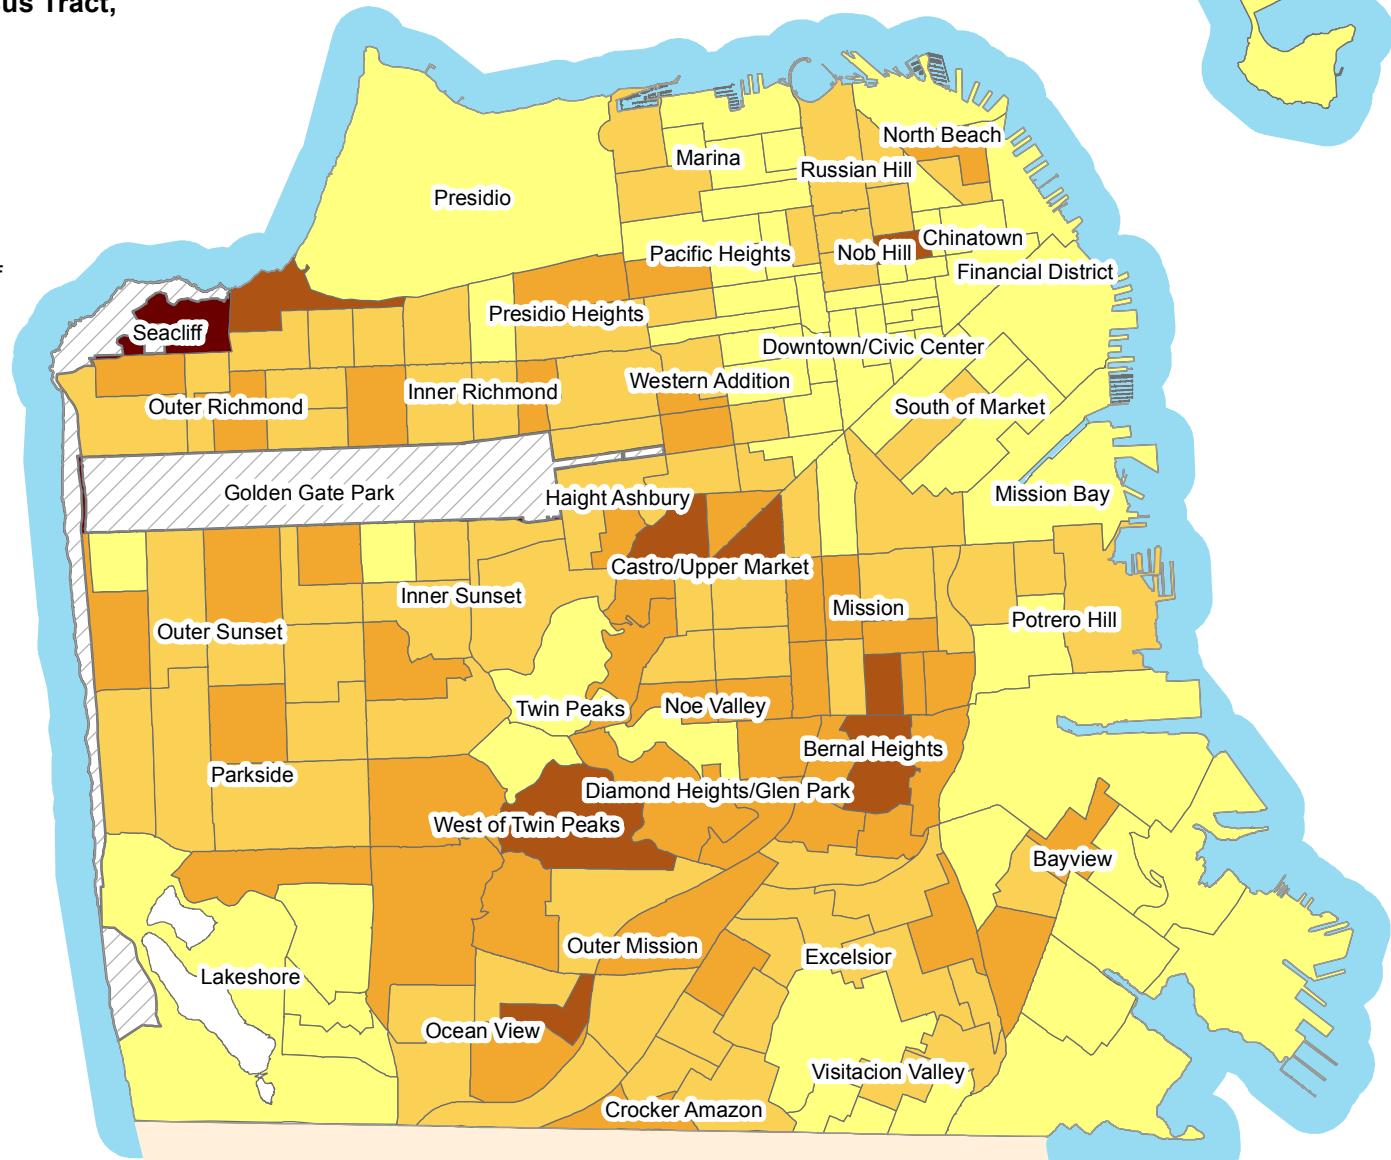 sus Tract,
North Beach
Marina
Russian Hill
Presidio
Chinatown
Pacific Heights
Nob Hill
Financial District
Presidio Heights
Seacliff
Downtown/Civic Center
Western Addition
Inner Richmond
Outer Richmond
South of Market
Golden Gate Park
Haight Ashbury
Mission Bay
Castro/Upper Market
Inner Sunset
Mission
Potrero Hill
Outer Sunset
Twin Peaks
Noe Valley
Bernal Heights
Parkside
Diamond Heights/Glen Park
West of Twin Peaks
Bayview
Outer Mission
Excelsior
Lakeshore
Ocean View
Visitacion Valley
Crocker Amazon